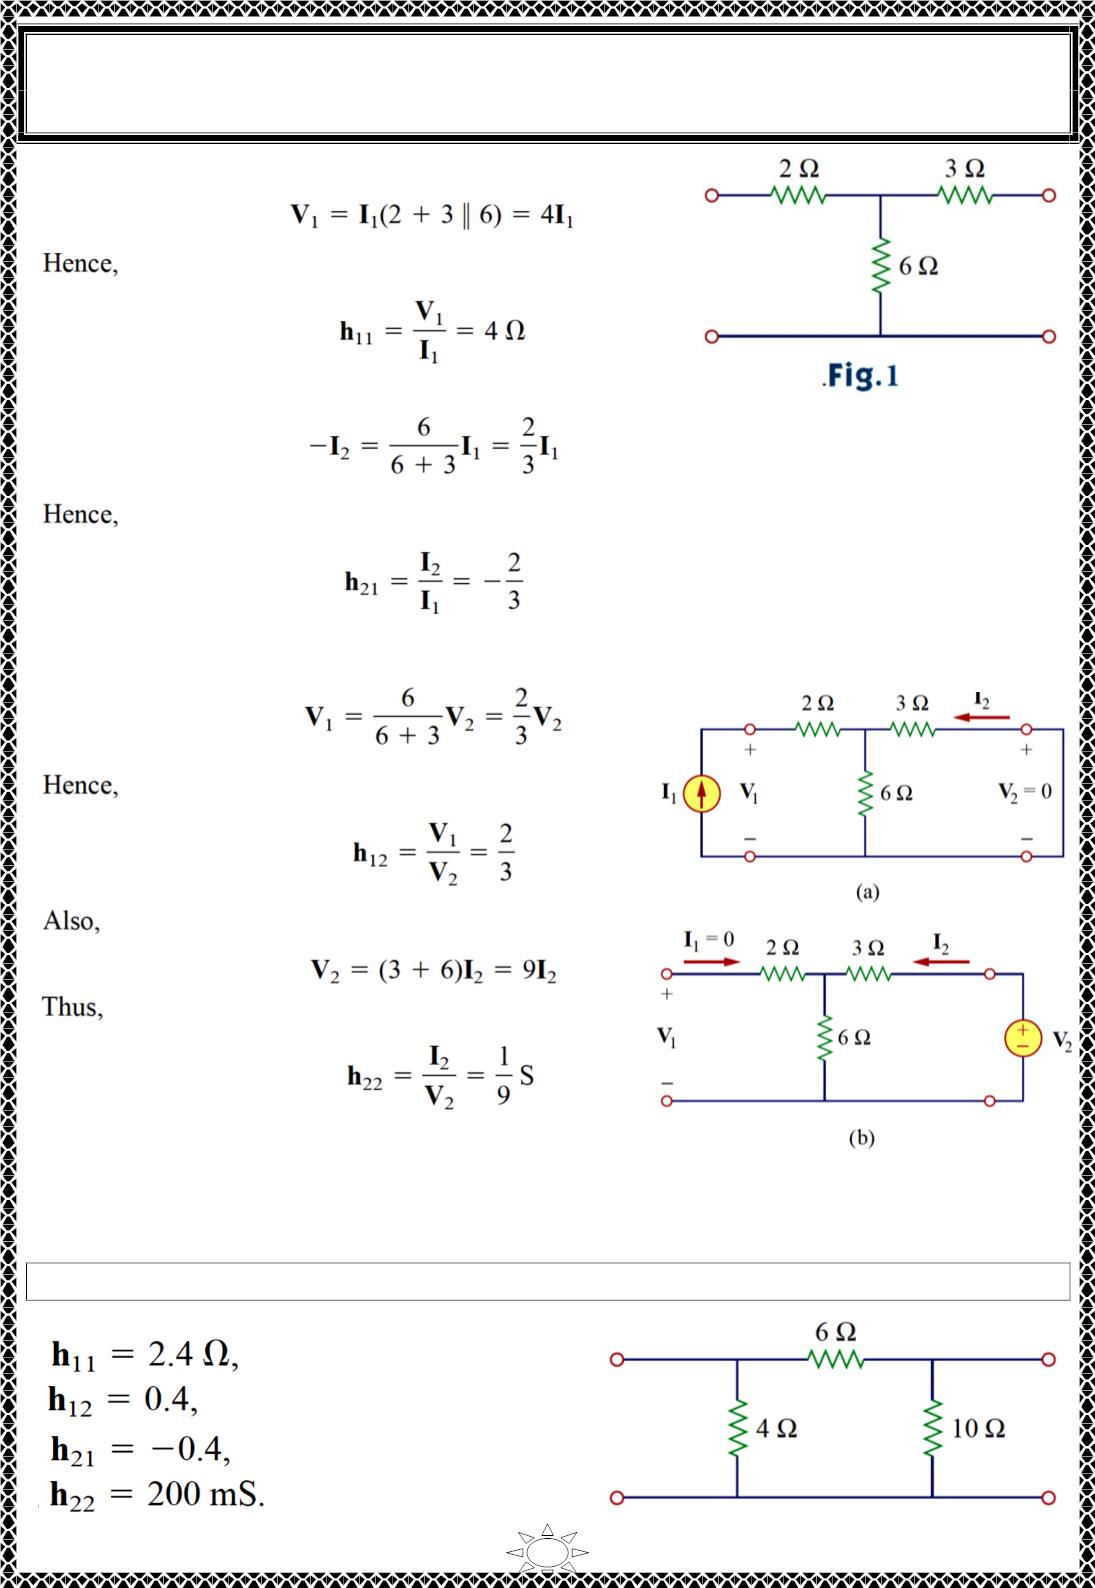 2 Ω 3 Ω
V₁ = I₁(2 + 3 ∥ 6) = 4I₁
Hence,
6 Ω
h₁₁ = V₁/I₁ = 4 Ω
.Fig.1
−I₂ = 6/(6 + 3) I₁ = 2/3 I₁
Hence,
h₂₁ = I₂/I₁ = −2/3
V₁ = 6/(6 + 3) V₂ = 2/3 V₂
2 Ω 3 Ω I₂
+ +
Hence,
I₁ V₁ 6 Ω V₂ = 0
h₁₂ = V₁/V₂ = 2/3
− −
(a)
Also,
I₁ = 0 2 Ω 3 Ω I₂
V₂ = (3 + 6)I₂ = 9I₂
+
Thus,
V₁ 6 Ω + − V₂
h₂₂ = I₂/V₂ = 1/9 S
−
(b)
6 Ω
h₁₁ = 2.4 Ω,
h₁₂ = 0.4,
4 Ω 10 Ω
h₂₁ = −0.4,
h₂₂ = 200 mS.